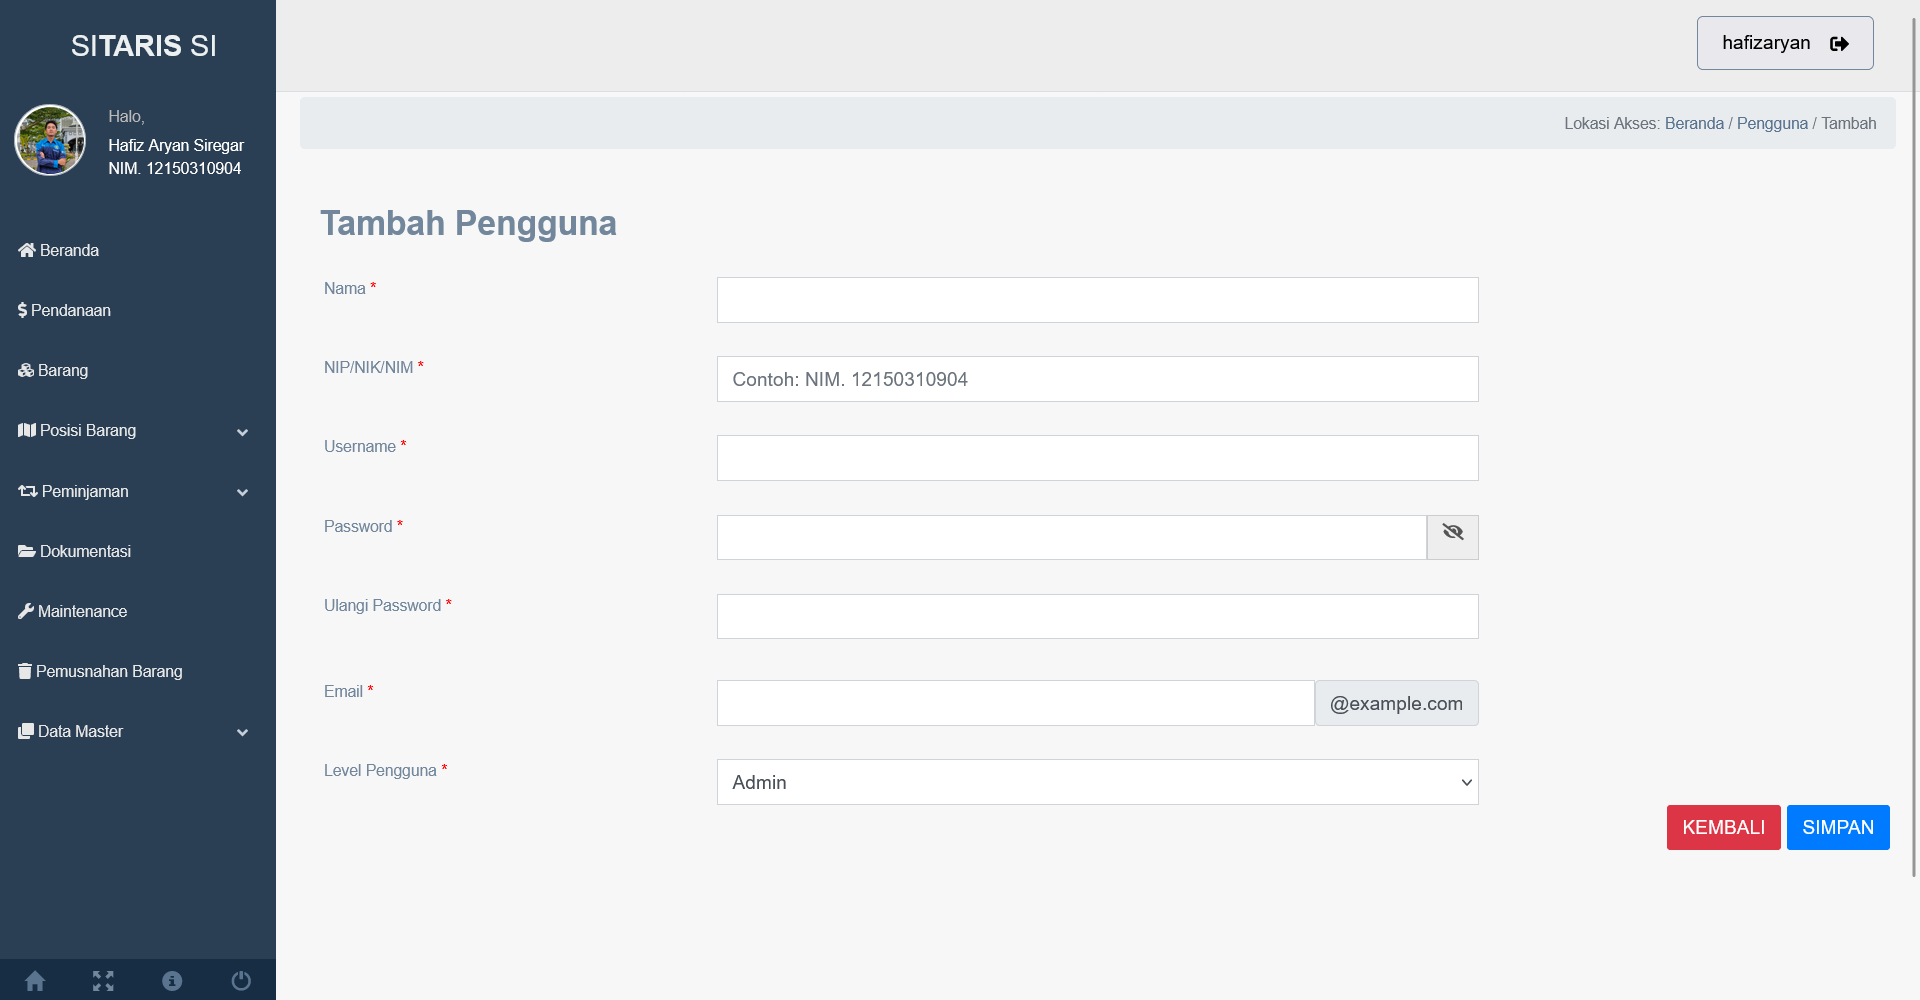 SITARIS SI
Halo,
Hafiz Aryan Siregar
NIM. 12150310904
Beranda
Pendanaan
Barang
Posisi Barang
Peminjaman
Dokumentasi
Maintenance
Pemusnahan Barang
Data Master
hafizaryan
Lokasi Akses: Beranda / Pengguna / Tambah
Tambah Pengguna
Nama *
NIP/NIK/NIM *
Contoh: NIM. 12150310904
Username *
Password *
Ulangi Password *
Email *
@example.com
Level Pengguna *
Admin
KEMBALI
SIMPAN